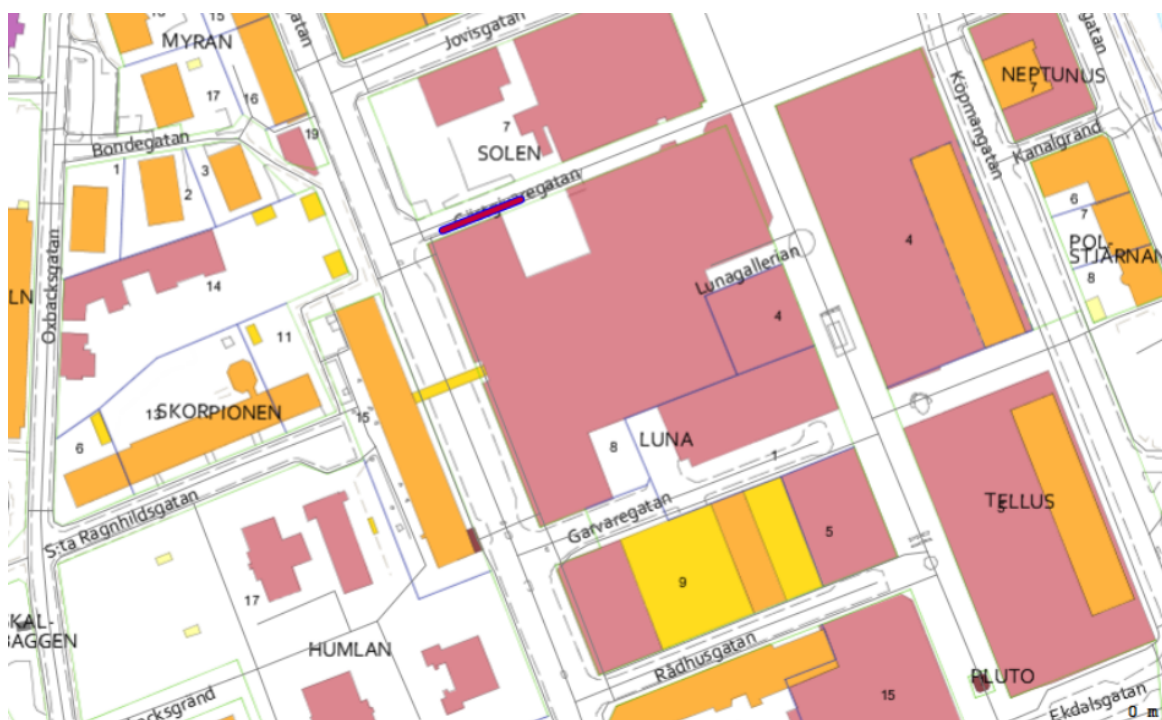 15
MYRAN
17
16
19
Jovisgatan
7
SOLEN
Köpmangatan
NEPTUNUS
7
Kanalgränd
Bondegatan
1
2
3
6
7
POL-
STJÄRNAN
8
4
Lunagallerian
4
14
Oxbacksgatan
11
SKORPIONEN
13
6
15
8
LUNA
1
S:ta Ragnhildsgatan
Garvaregatan
5
9
TELLUS
5
17
HUMLAN
Rådhusgatan
15
PLUTO
Ekdalsgatan
0 m